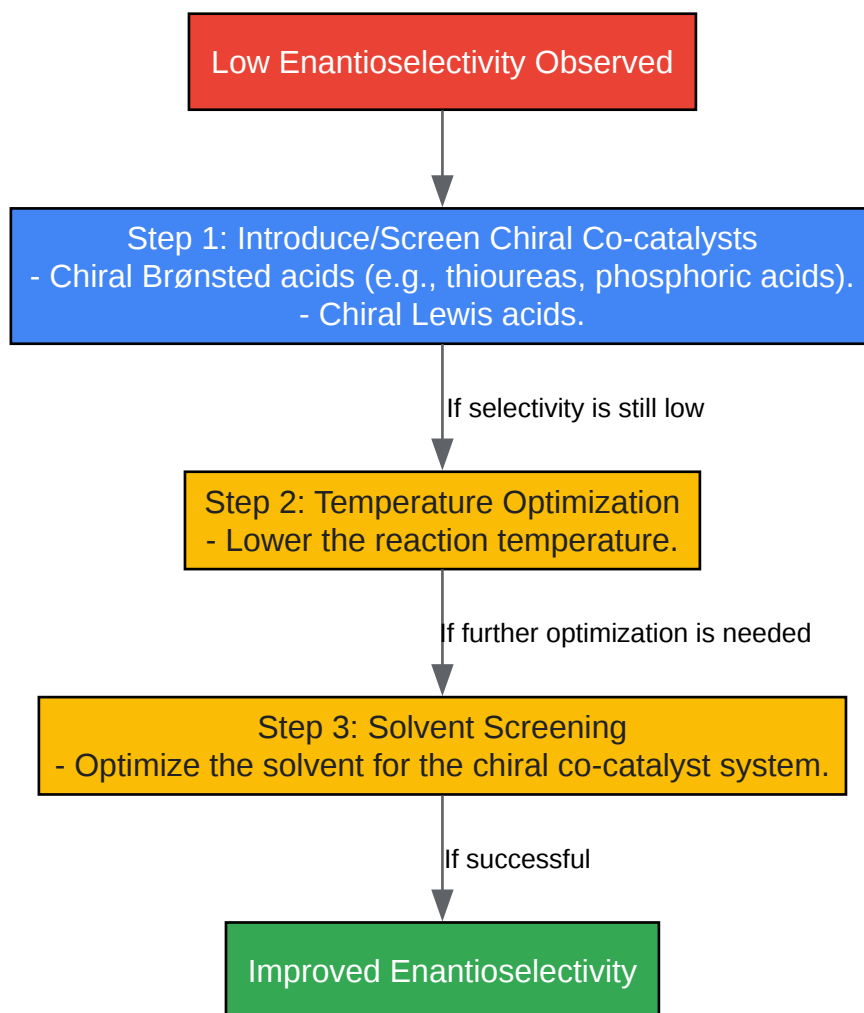 Low Enantioselectivity Observed
Step 1: Introduce/Screen Chiral Co-catalysts
- Chiral Brønsted acids (e.g., thioureas, phosphoric acids).
- Chiral Lewis acids.
If selectivity is still low
Step 2: Temperature Optimization
- Lower the reaction temperature.
If further optimization is needed
Step 3: Solvent Screening
- Optimize the solvent for the chiral co-catalyst system.
If successful
Improved Enantioselectivity